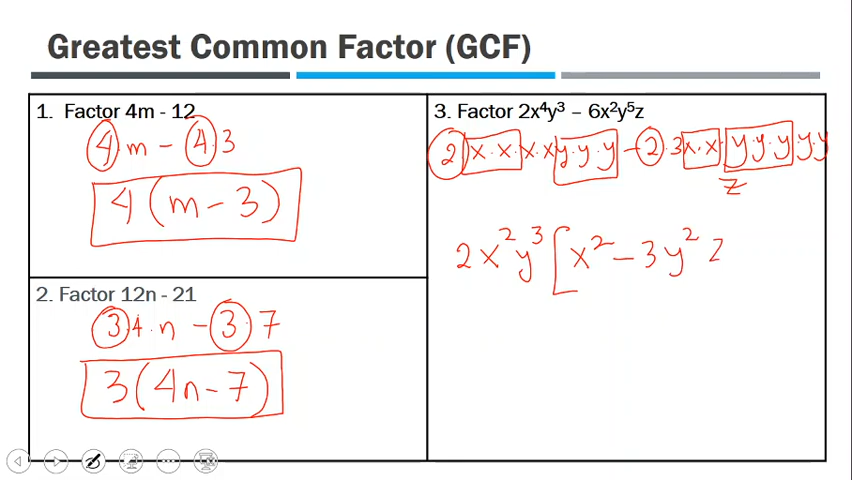 Greatest Common Factor (GCF)
1. Factor 4m - 12
4·m - 4·3
4(m - 3)
2. Factor 12n - 21
3·4·n - 3·7
3(4n - 7)
3. Factor 2x⁴y³ – 6x²y⁵z
2 x·x·x·x y·y·y - 2·3 x·x·y·y·y·y·y
z
2x²y³[x² - 3y² z